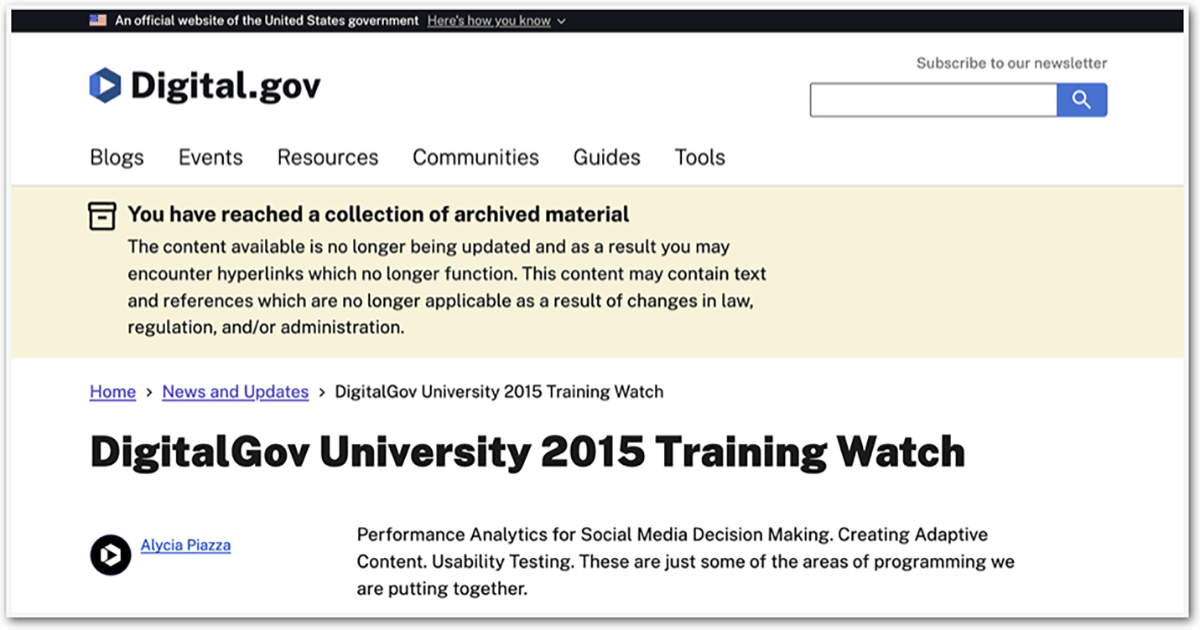 An official website of the United States government Here's how you know
Digital.gov
Subscribe to our newsletter
Blogs Events Resources Communities Guides Tools
You have reached a collection of archived material
The content available is no longer being updated and as a result you may
encounter hyperlinks which no longer function. This content may contain text
and references which are no longer applicable as a result of changes in law,
regulation, and/or administration.
Home > News and Updates > DigitalGov University 2015 Training Watch
DigitalGov University 2015 Training Watch
Alycia Piazza
Performance Analytics for Social Media Decision Making. Creating Adaptive
Content. Usability Testing. These are just some of the areas of programming we
are putting together.